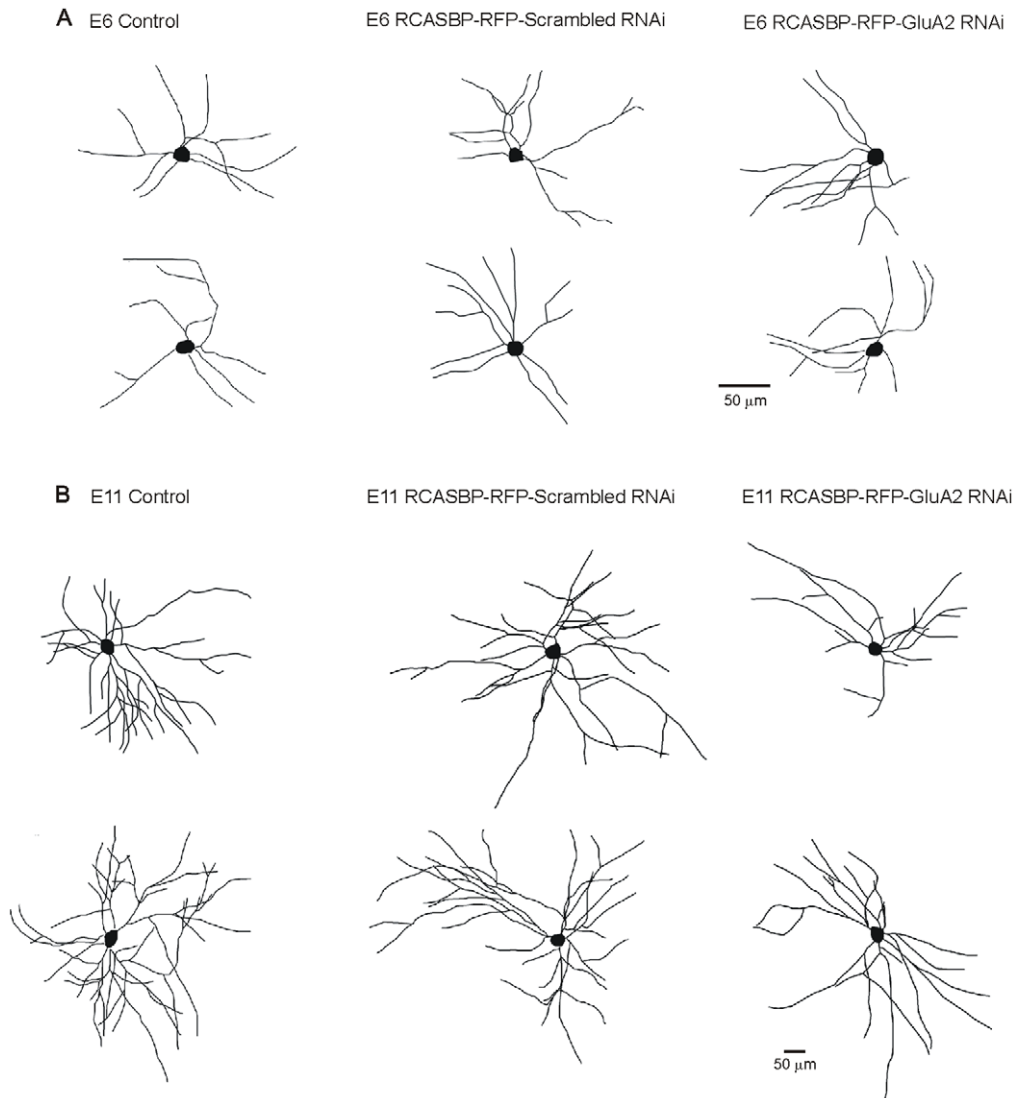 A E6 Control E6 RCASBP-RFP-Scrambled RNAi E6 RCASBP-RFP-GluA2 RNAi
50 μm
B E11 Control E11 RCASBP-RFP-Scrambled RNAi E11 RCASBP-RFP-GluA2 RNAi
50 μm